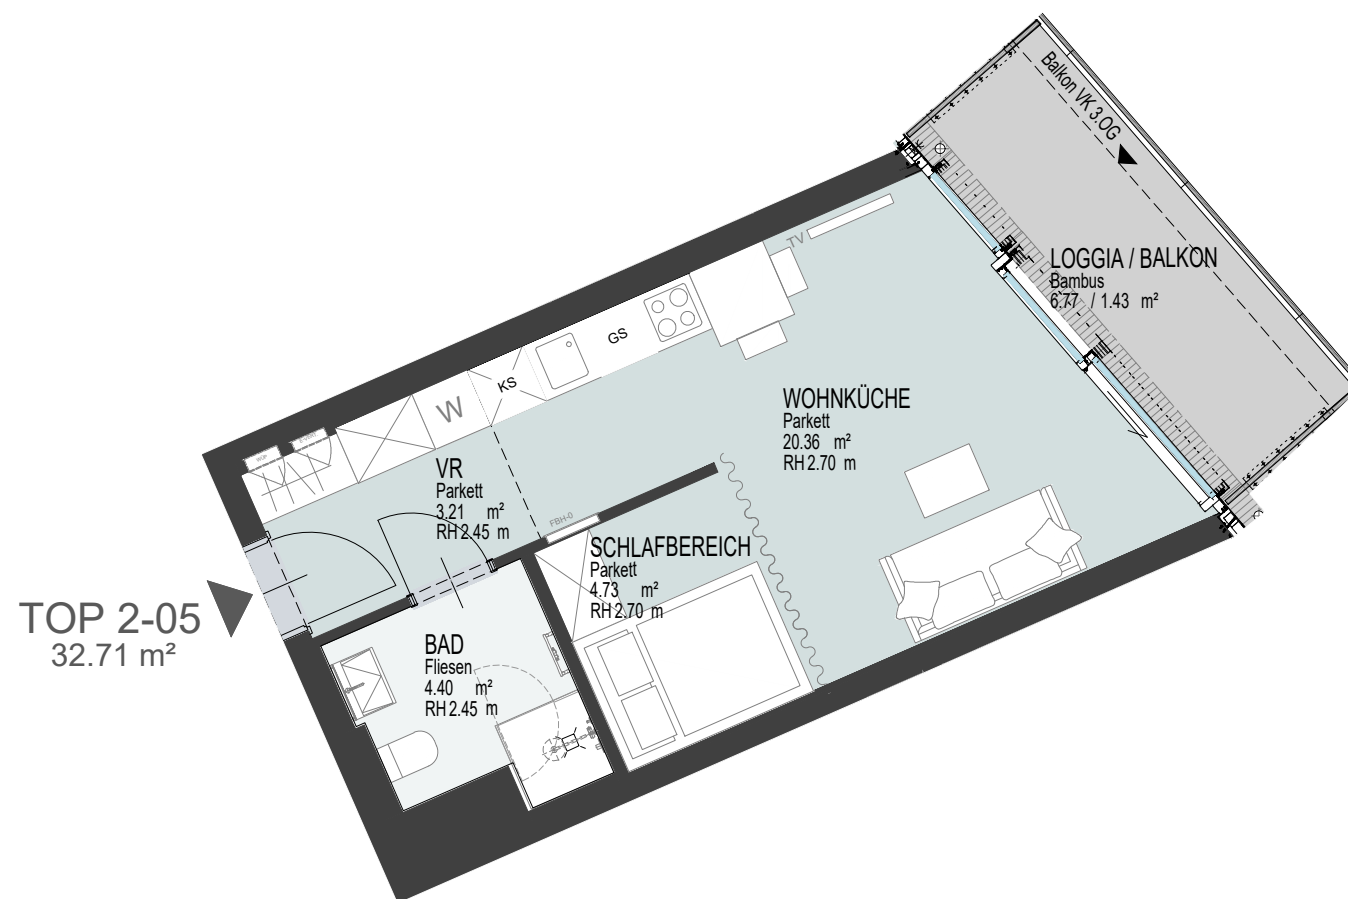 Balkon VK 3.OG
LOGGIA / BALKON
Bambus
6.77 / 1.43 m²
TV
GS
KS
W
WOHNKÜCHE
Parkett
20.36 m²
RH 2.70 m
VR
Parkett
3.21 m²
RH 2.45 m
FBH-0
SCHLAFBEREICH
Parkett
4.73 m²
RH 2.70 m
TOP 2-05
32.71 m²
BAD
Fliesen
4.40 m²
RH 2.45 m